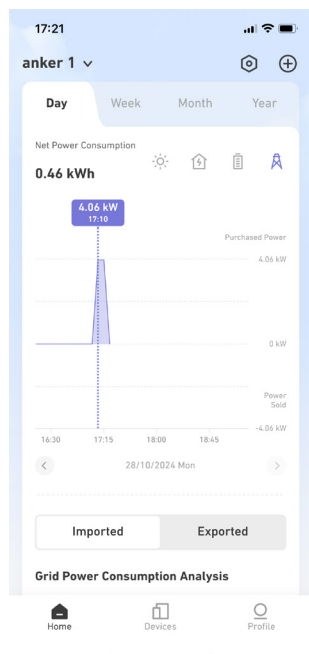 17:21
anker 1
Day Week Month Year
Net Power Consumption
0.46 kWh
4.06 kW
17:10
Purchased Power
4.06 kW
0 kW
Power
Sold
-4.06 kW
16:30 17:15 18:00 18:45
28/10/2024 Mon
Imported Exported
Grid Power Consumption Analysis
Home Devices Profile